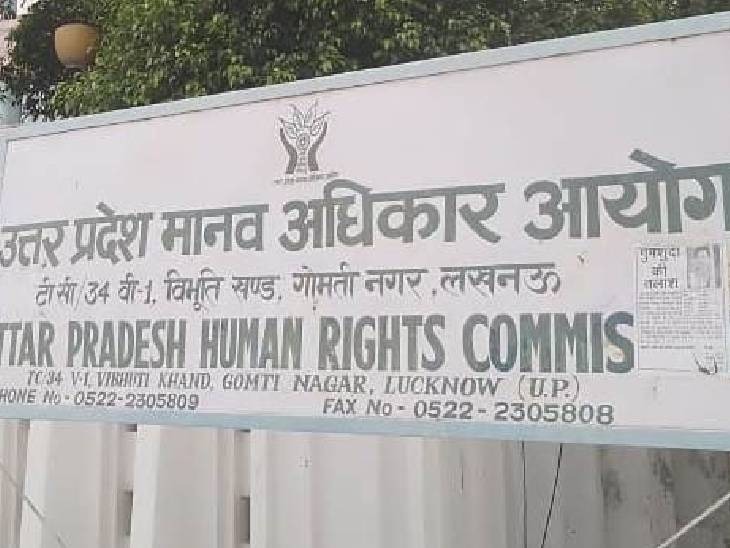 उत्तर प्रदेश मानव अधिकार आयोग
टी सी/34 वी-1, विभूति खण्ड, गोमती नगर, लखनऊ
गुमशुदा
की
तलाश
TTAR PRADESH HUMAN RIGHTS COMMIS
TC/34 V-1, VIBHUTI KHAND, GOMTI NAGAR, LUCKNOW (U.P.)
PHONE No - 0522-2305809 FAX No - 0522 - 2305808